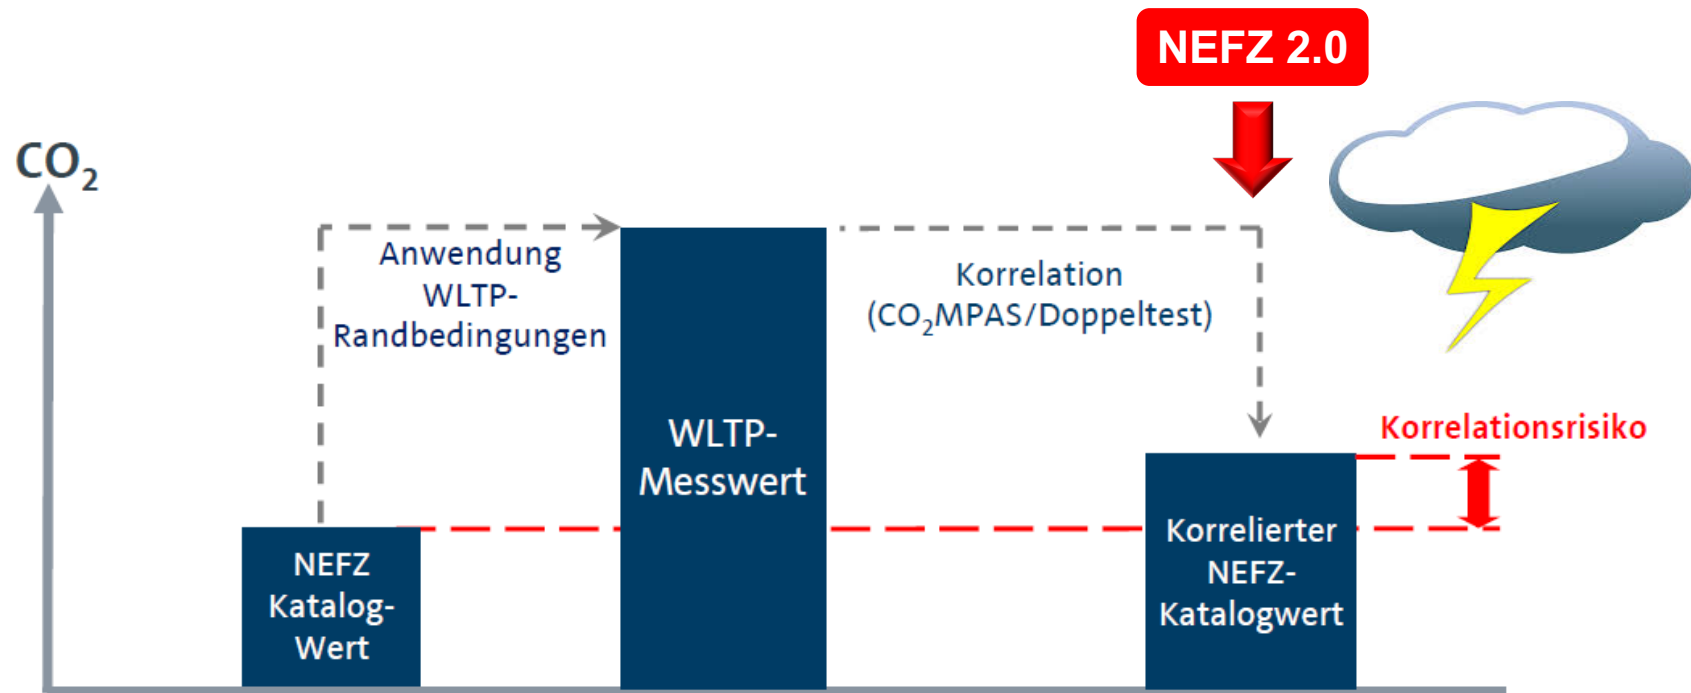 NEFZ 2.0
CO₂
Anwendung
WLTP-
Randbedingungen
Korrelation
(CO₂MPAS/Doppeltest)
WLTP-
Messwert
Korrelationsrisiko
NEFZ
Katalog-
Wert
Korrelierter
NEFZ-
Katalogwert